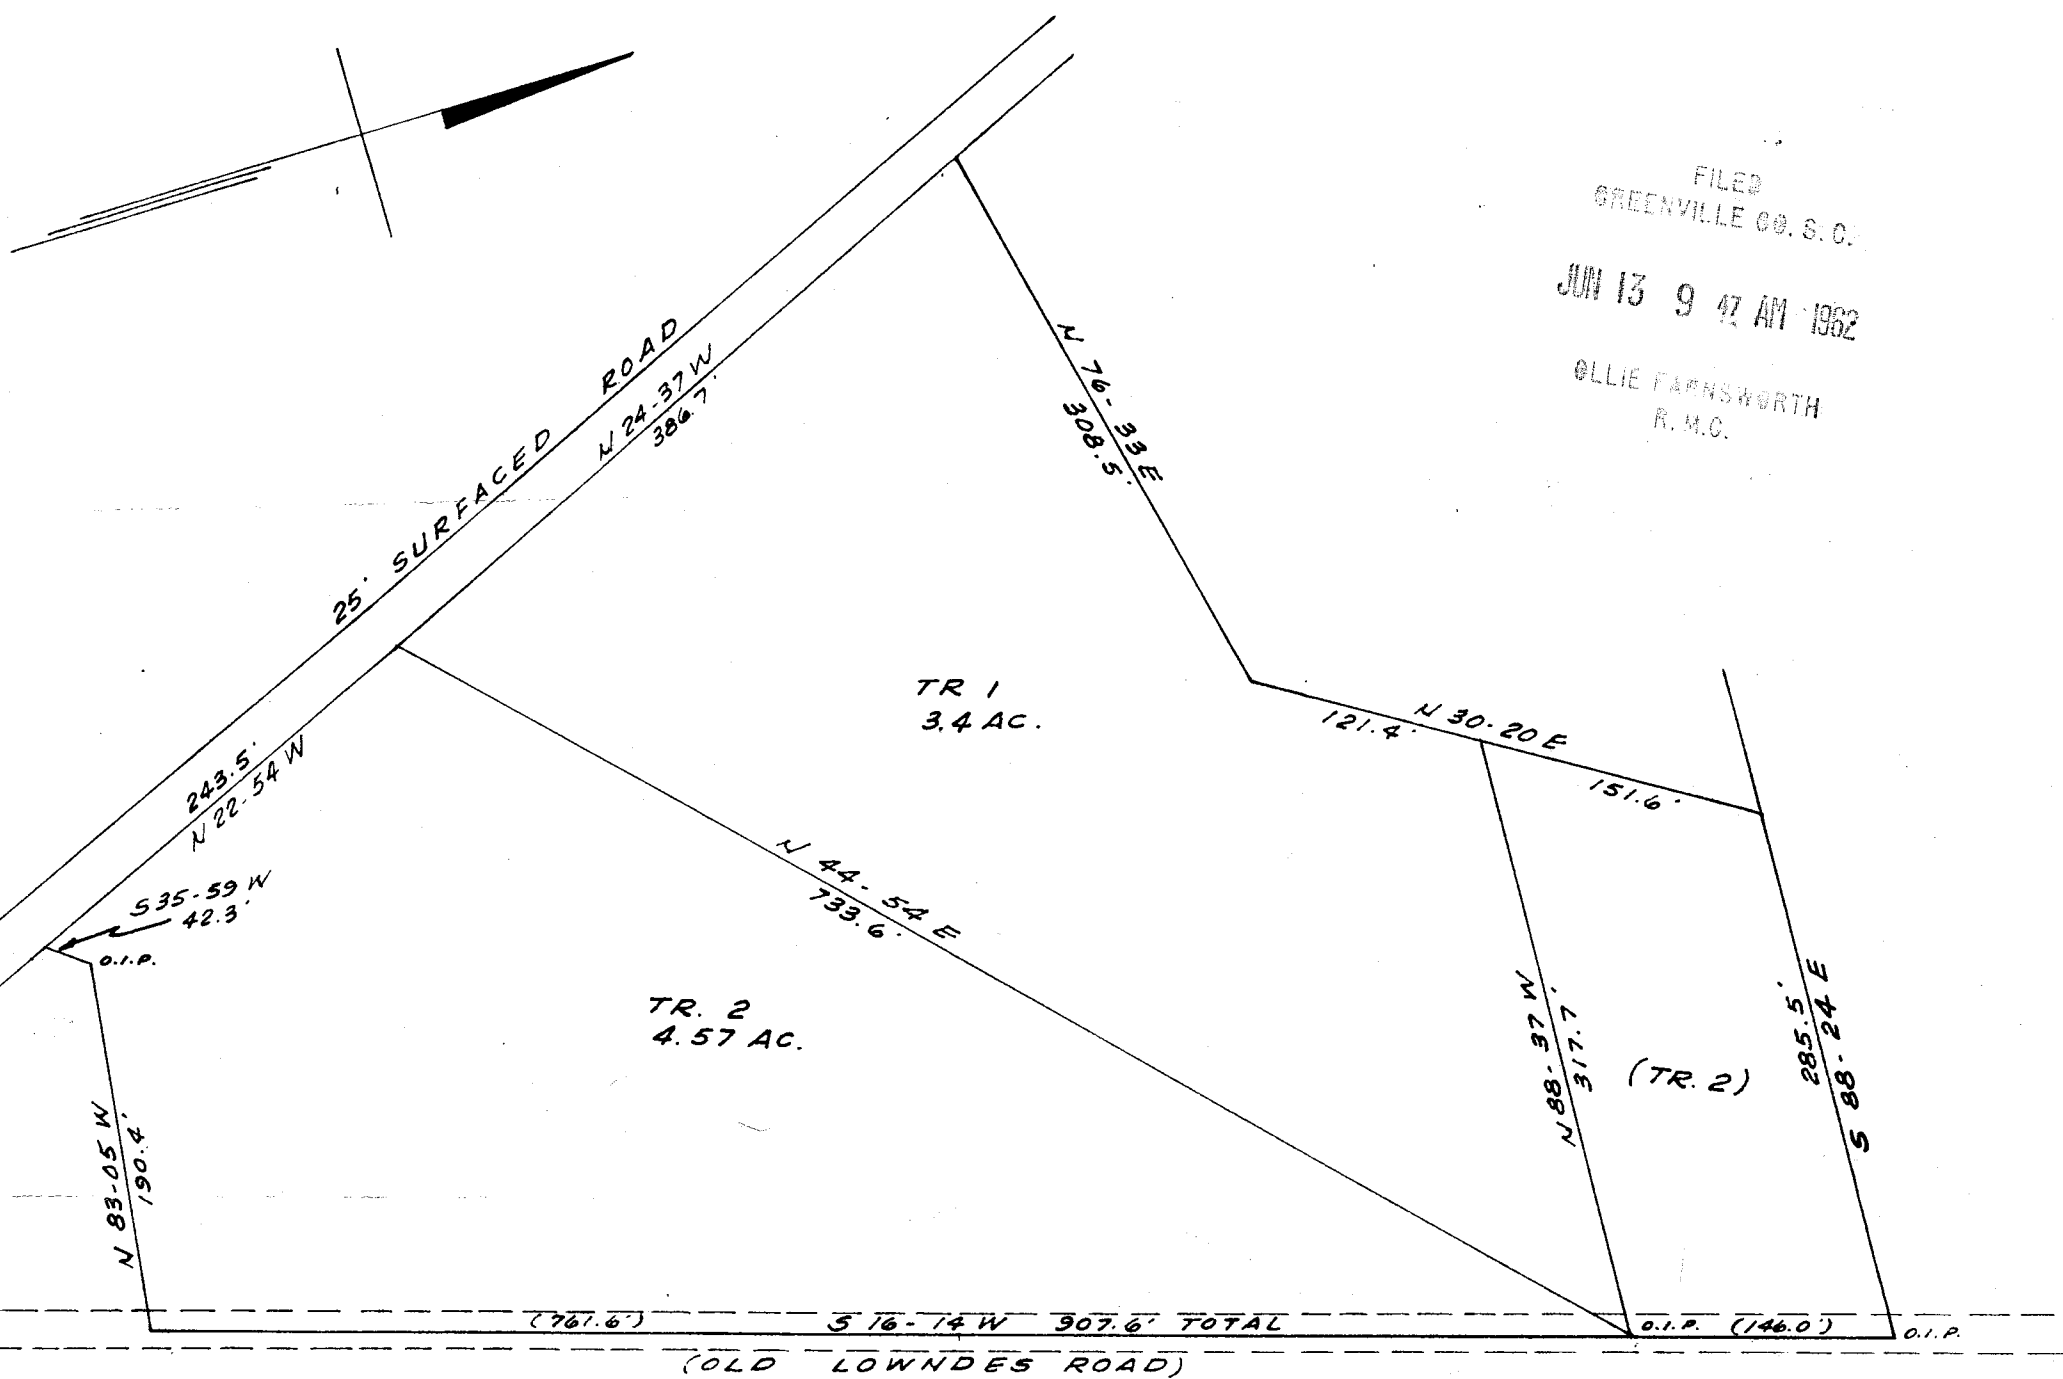 FILED
GREENVILLE CO. S. C.
JUN 13 9 47 AM 1962
OLLIE FARNSWORTH
R. M. C.
25' SURFACED ROAD
N 24-37 W
386.7'
N 76-33 E
308.5'
TR 1
3.4 AC.
N 30-20 E
121.4'
151.6'
243.5'
N 22-54 W
S 35-59 W
42.3'
O.I.P.
N 44-54 E
733.6'
TR. 2
4.57 AC.
N 88-37 W
317.7'
(TR. 2)
285.5'
S 88-24 E
N 83-05 W
190.4'
(761.6') S 16-14 W 907.6' TOTAL O.I.P. (146.0') O.I.P.
(OLD LOWNDES ROAD)